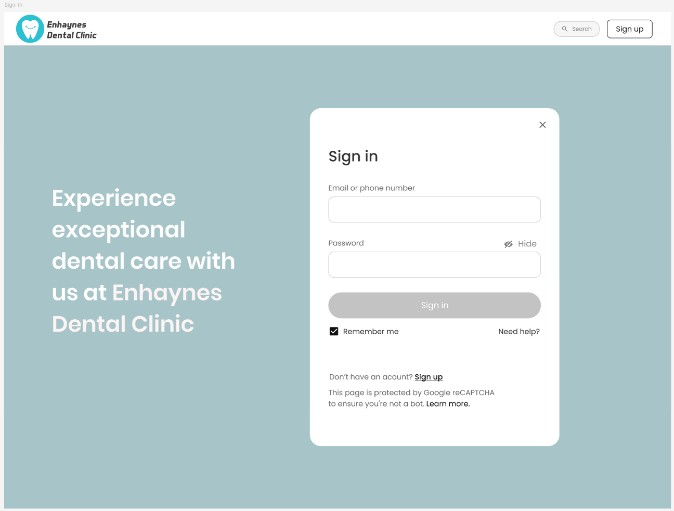 Sign In
Enhaynes
Dental Clinic
Search
Sign up
Experience
exceptional
dental care with
us at Enhaynes
Dental Clinic
Sign in
Email or phone number
Password
Hide
Sign in
Remember me
Need help?
Don't have an acount? Sign up
This page is protected by Google reCAPTCHA
to ensure you're not a bot. Learn more.